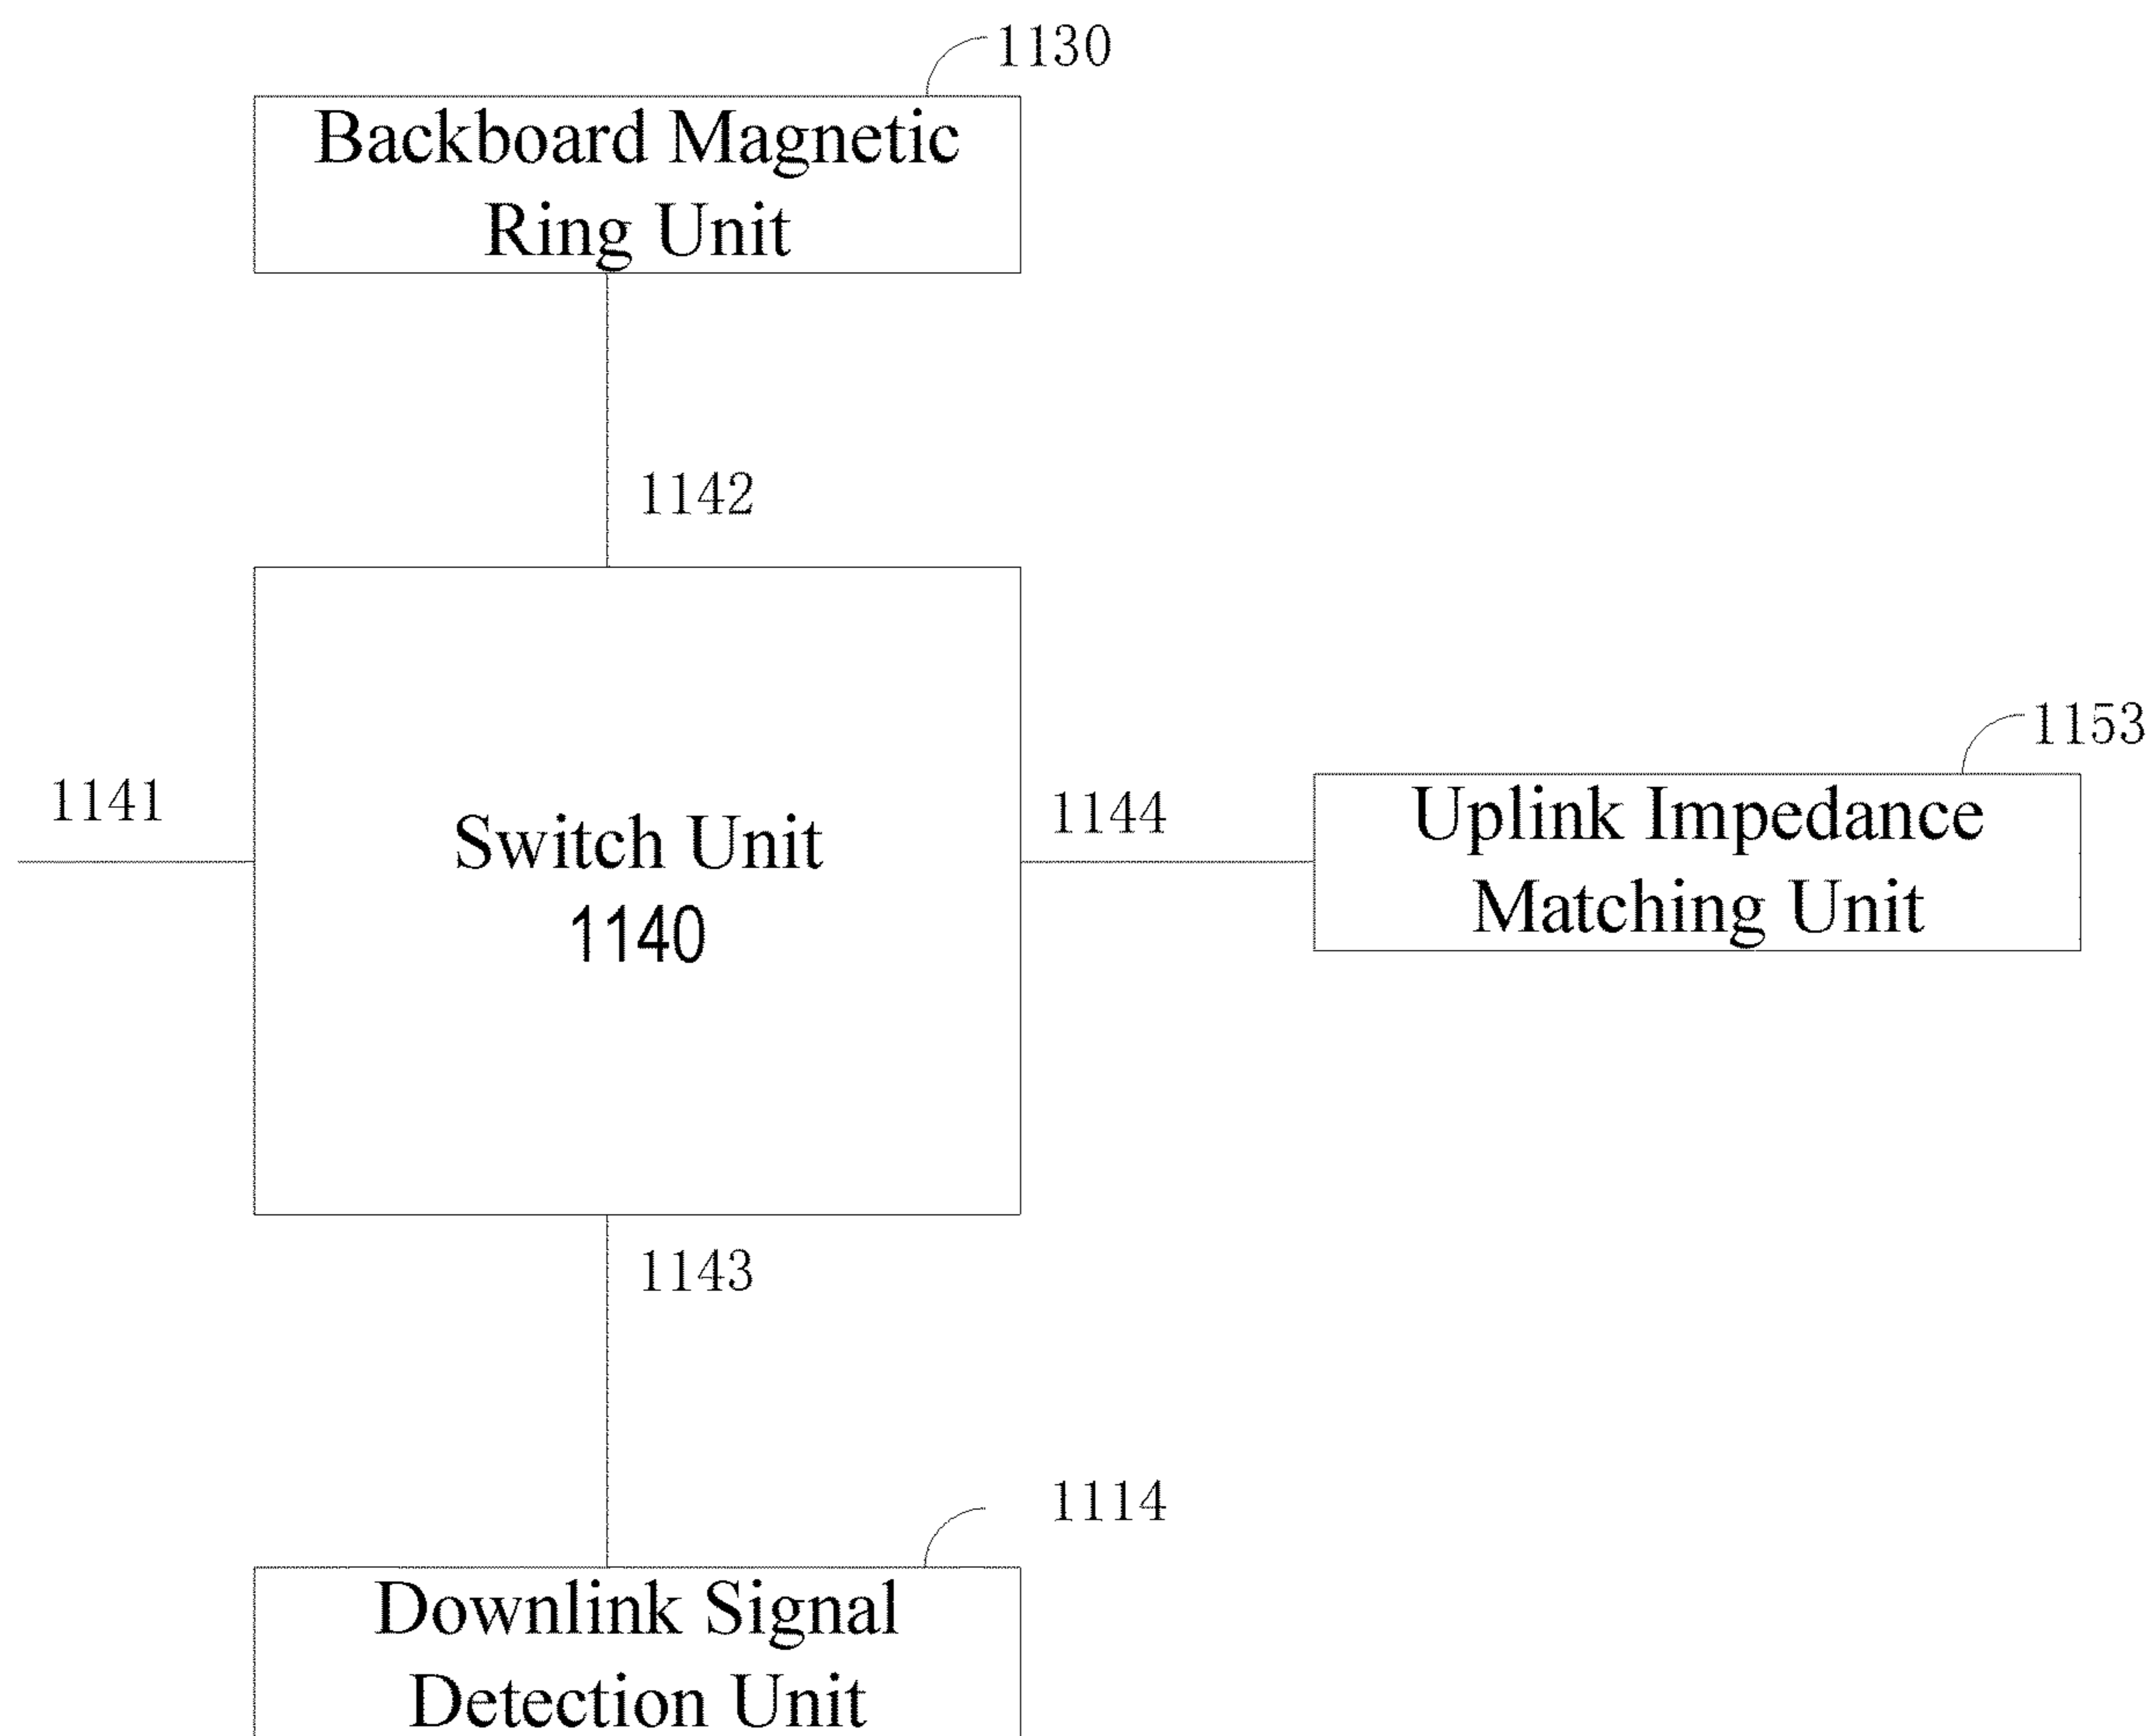 1130
Backboard Magnetic
Ring Unit
1142
1153
1141
Switch Unit
1140
1144
Uplink Impedance
Matching Unit
1143
1114
Downlink Signal
Detection Unit